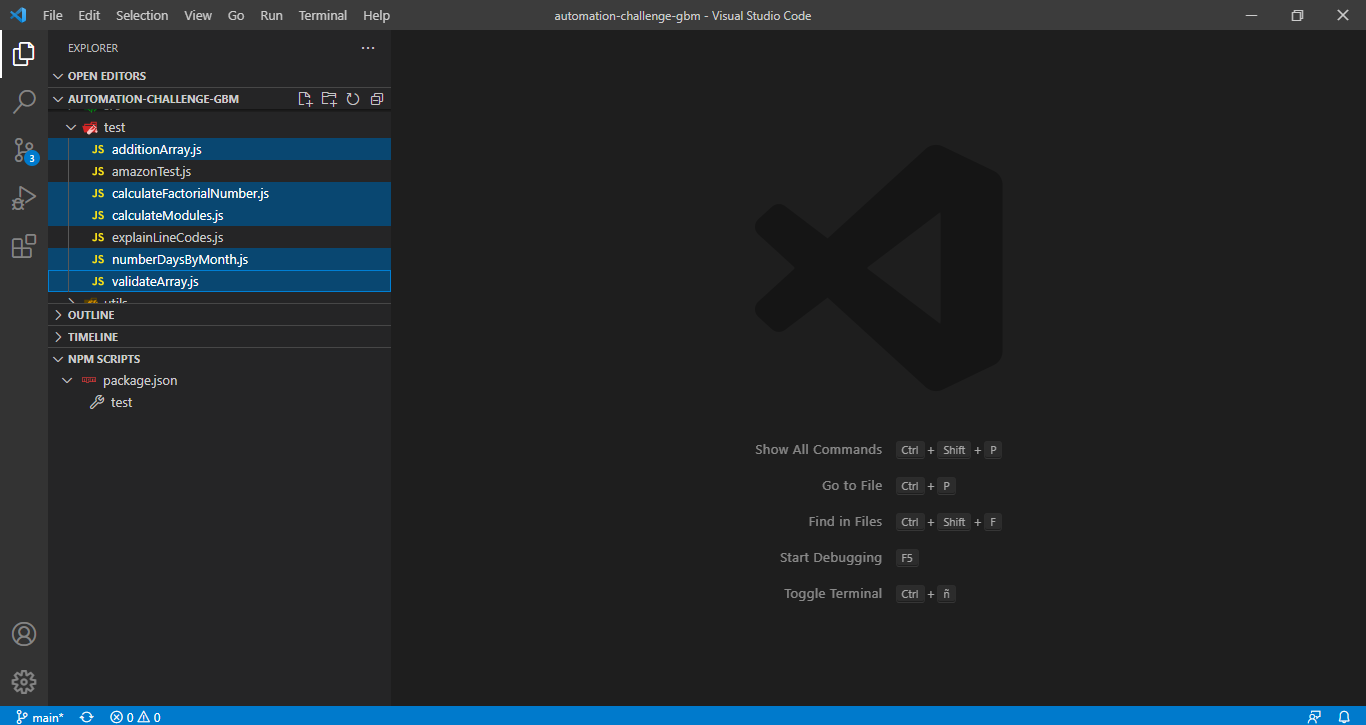 File Edit Selection View Go Run Terminal Help automation-challenge-gbm - Visual Studio Code
EXPLORER
OPEN EDITORS
AUTOMATION-CHALLENGE-GBM
test
JS additionArray.js
JS amazonTest.js
JS calculateFactorialNumber.js
JS calculateModules.js
JS explainLineCodes.js
JS numberDaysByMonth.js
JS validateArray.js
utils
OUTLINE
TIMELINE
NPM SCRIPTS
package.json
test
3
Show All Commands Ctrl + Shift + P
Go to File Ctrl + P
Find in Files Ctrl + Shift + F
Start Debugging F5
Toggle Terminal Ctrl + ñ
main* 0 0